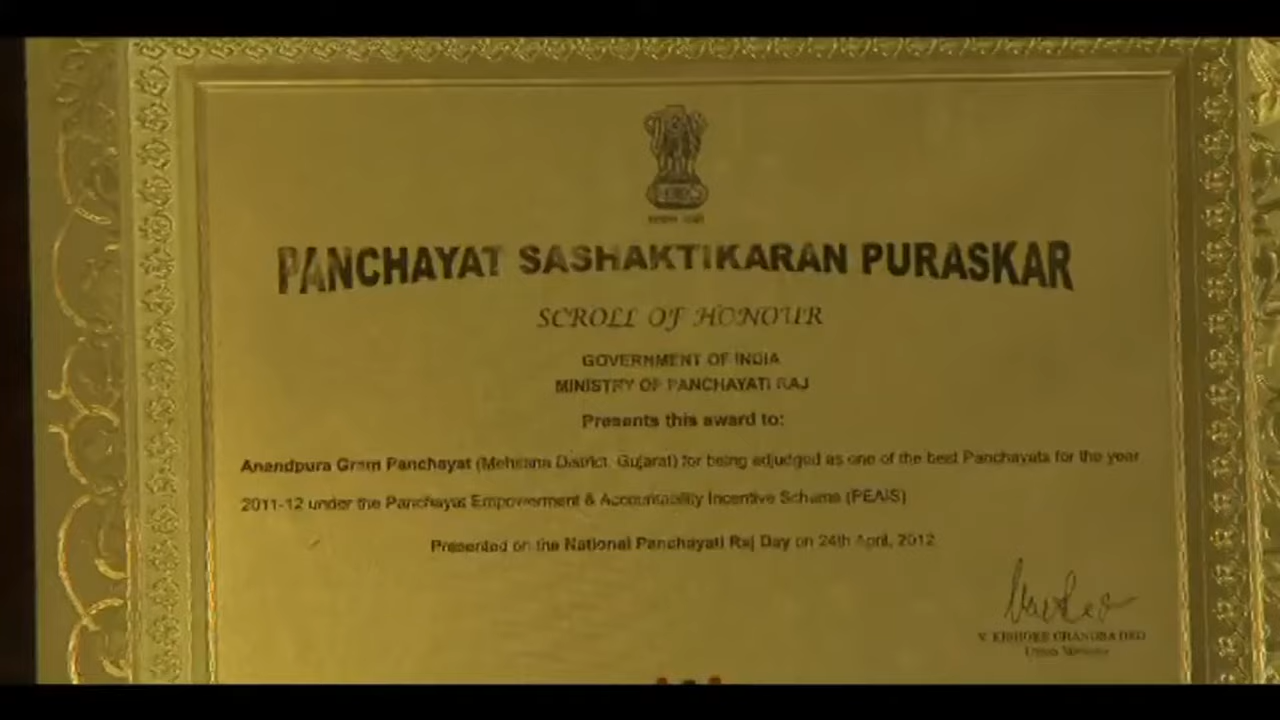 PANCHAYAT SASHAKTIKARAN PURASKAR
SCROLL OF HONOUR
GOVERNMENT OF INDIA
MINISTRY OF PANCHAYATI RAJ
Presents this award to:
Anandpura Gram Panchayat (Mehsana District, Gujarat) for being adjudged as one of the best Panchayats for the year
2011-12 under the Panchayat Empowerment & Accountability Incentive Scheme (PEAIS)
Presented on the National Panchayati Raj Day on 24th April, 2012
V. KISHORE CHANDRA DEO
Union Minister